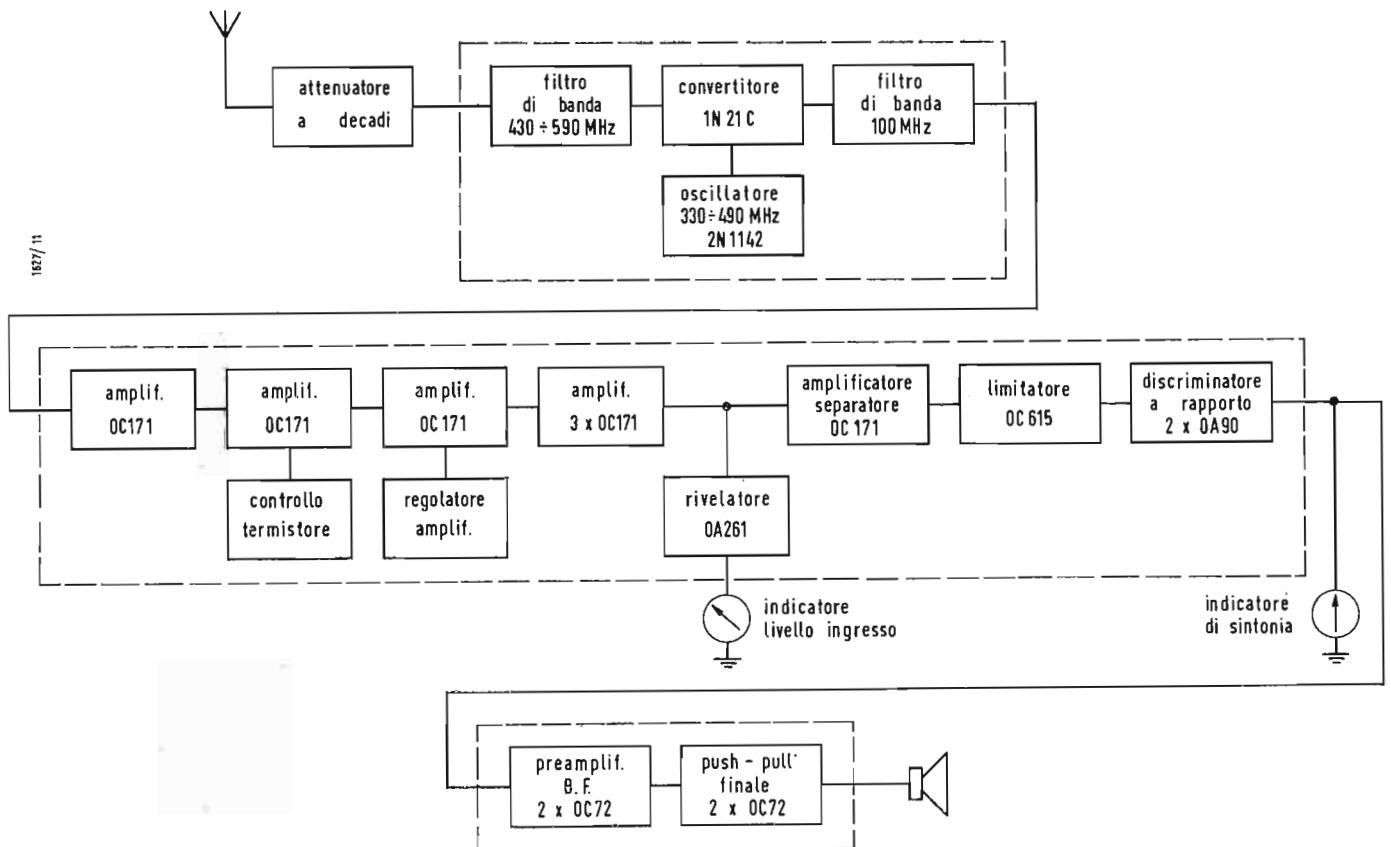 attenuatore
a decadi
filtro
di banda
430 ÷ 590 MHz
convertitore
1N 21 C
filtro
di banda
100 MHz
oscillatore
330 ÷ 490 MHz
2N 1142
1627/11
amplif.
OC171
amplif.
OC171
amplif.
OC 171
amplif.
3 x OC171
amplificatore
separatore
OC 171
limitatore
OC 615
discriminatore
a rapporto
2 x OA90
controllo
termistore
regolatore
amplif.
rivelatore
OA261
indicatore
livello ingresso
indicatore
di sintonia
preamplif.
B. F.
2 x OC72
push - pull
finale
2 x OC72